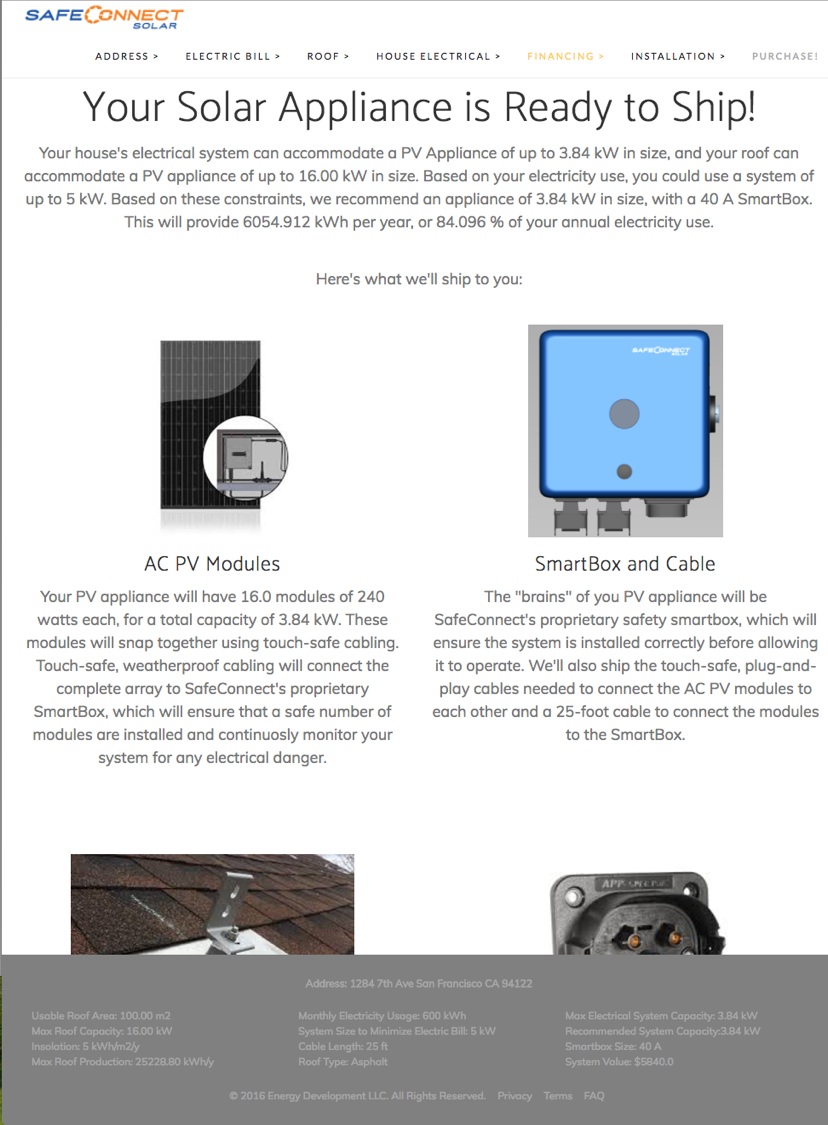 SAFECONNECT
SOLAR
ADDRESS > ELECTRIC BILL > ROOF > HOUSE ELECTRICAL > FINANCING > INSTALLATION > PURCHASE!
Your Solar Appliance is Ready to Ship!
Your house's electrical system can accommodate a PV Appliance of up to 3.84 kW in size, and your roof can
accommodate a PV appliance of up to 16.00 kW in size. Based on your electricity use, you could use a system of
up to 5 kW. Based on these constraints, we recommend an appliance of 3.84 kW in size, with a 40 A SmartBox.
This will provide 6054.912 kWh per year, or 84.096 % of your annual electricity use.
Here's what we'll ship to you:
SAFECONNECT
SOLAR
AC PV Modules
Your PV appliance will have 16.0 modules of 240
watts each, for a total capacity of 3.84 kW. These
modules will snap together using touch-safe cabling.
Touch-safe, weatherproof cabling will connect the
complete array to SafeConnect's proprietary
SmartBox, which will ensure that a safe number of
modules are installed and continuosly monitor your
system for any electrical danger.
SmartBox and Cable
The "brains" of you PV appliance will be
SafeConnect's proprietary safety smartbox, which will
ensure the system is installed correctly before allowing
it to operate. We'll also ship the touch-safe, plug-and-
play cables needed to connect the AC PV modules to
each other and a 25-foot cable to connect the modules
to the SmartBox.
Address: 1284 7th Ave San Francisco CA 94122
Usable Roof Area: 100.00 m2
Max Roof Capacity: 16.00 kW
Insolation: 5 kWh/m2/y
Max Roof Production: 25228.80 kWh/y
Monthly Electricity Usage: 600 kWh
System Size to Minimize Electric Bill: 5 kW
Cable Length: 25 ft
Roof Type: Asphalt
Max Electrical System Capacity: 3.84 kW
Recommended System Capacity:3.84 kW
Smartbox Size: 40 A
System Value: $5840.0
© 2016 Energy Development LLC. All Rights Reserved. Privacy Terms FAQ